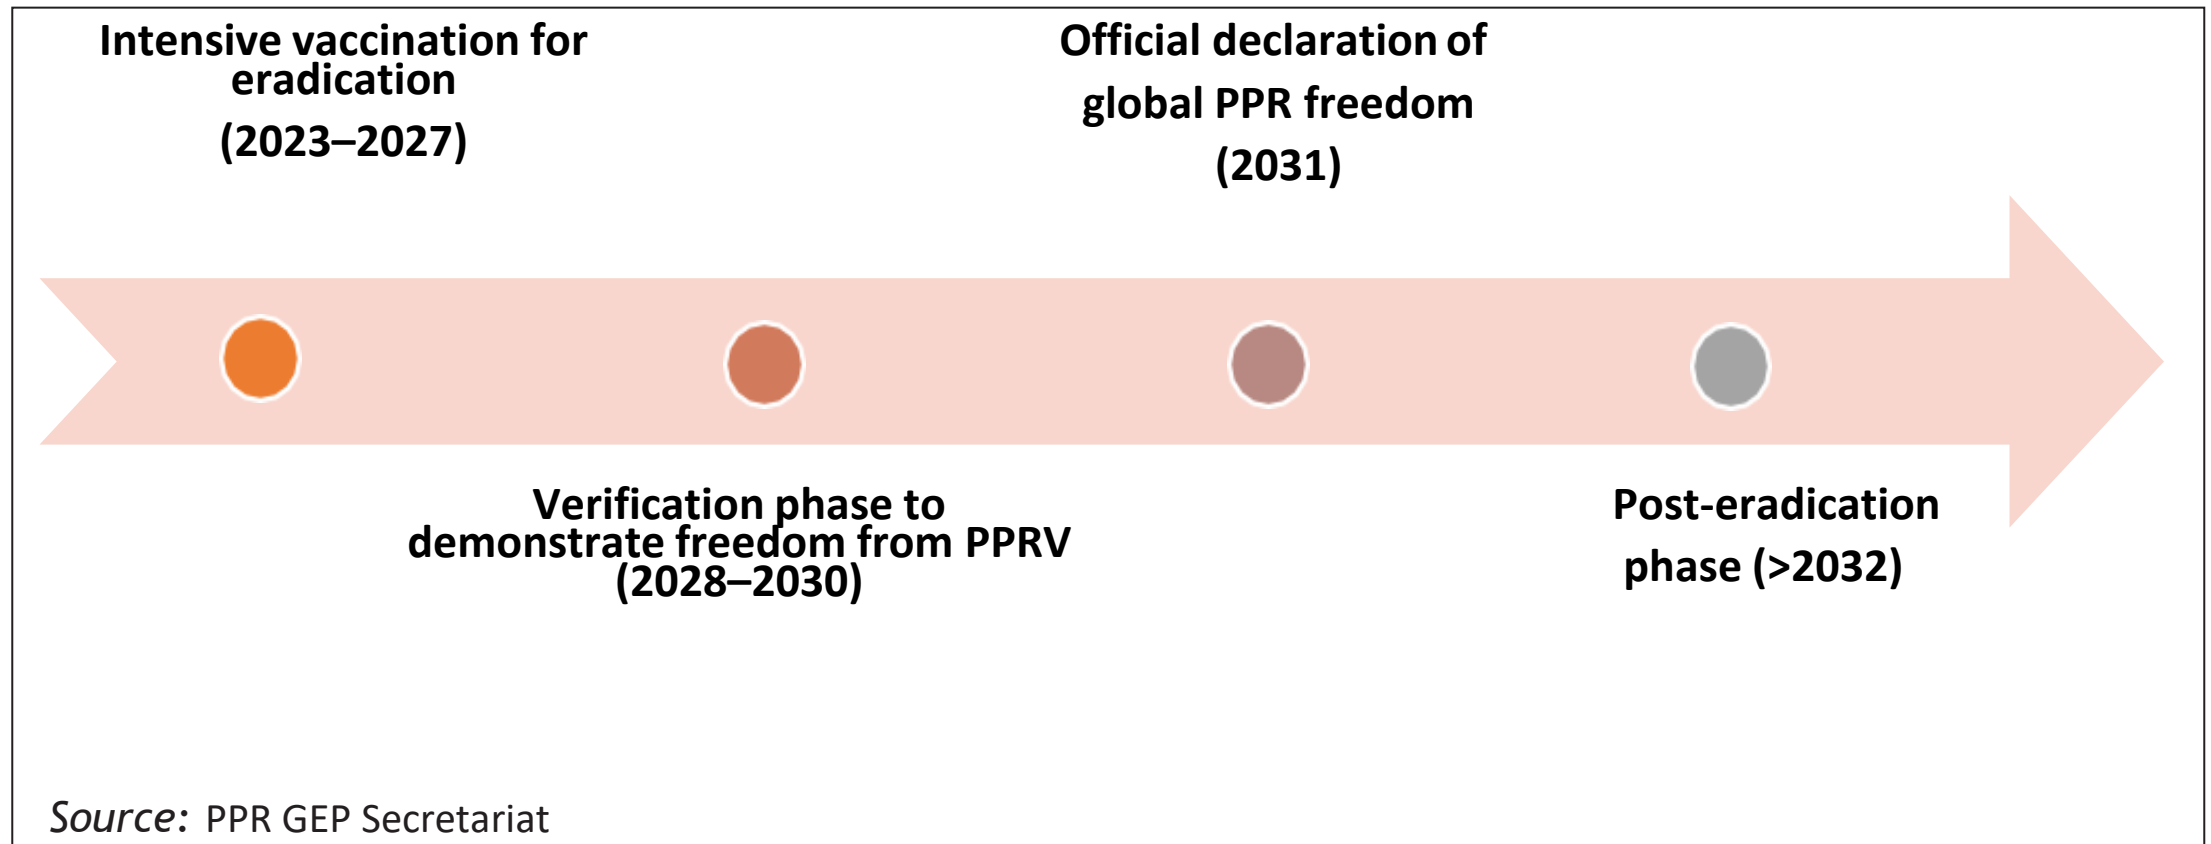 Intensive vaccination for
eradication
(2023–2027)
Official declaration of
global PPR freedom
(2031)
Verification phase to
demonstrate freedom from PPRV
(2028–2030)
Post-eradication
phase (>2032)
Source: PPR GEP Secretariat